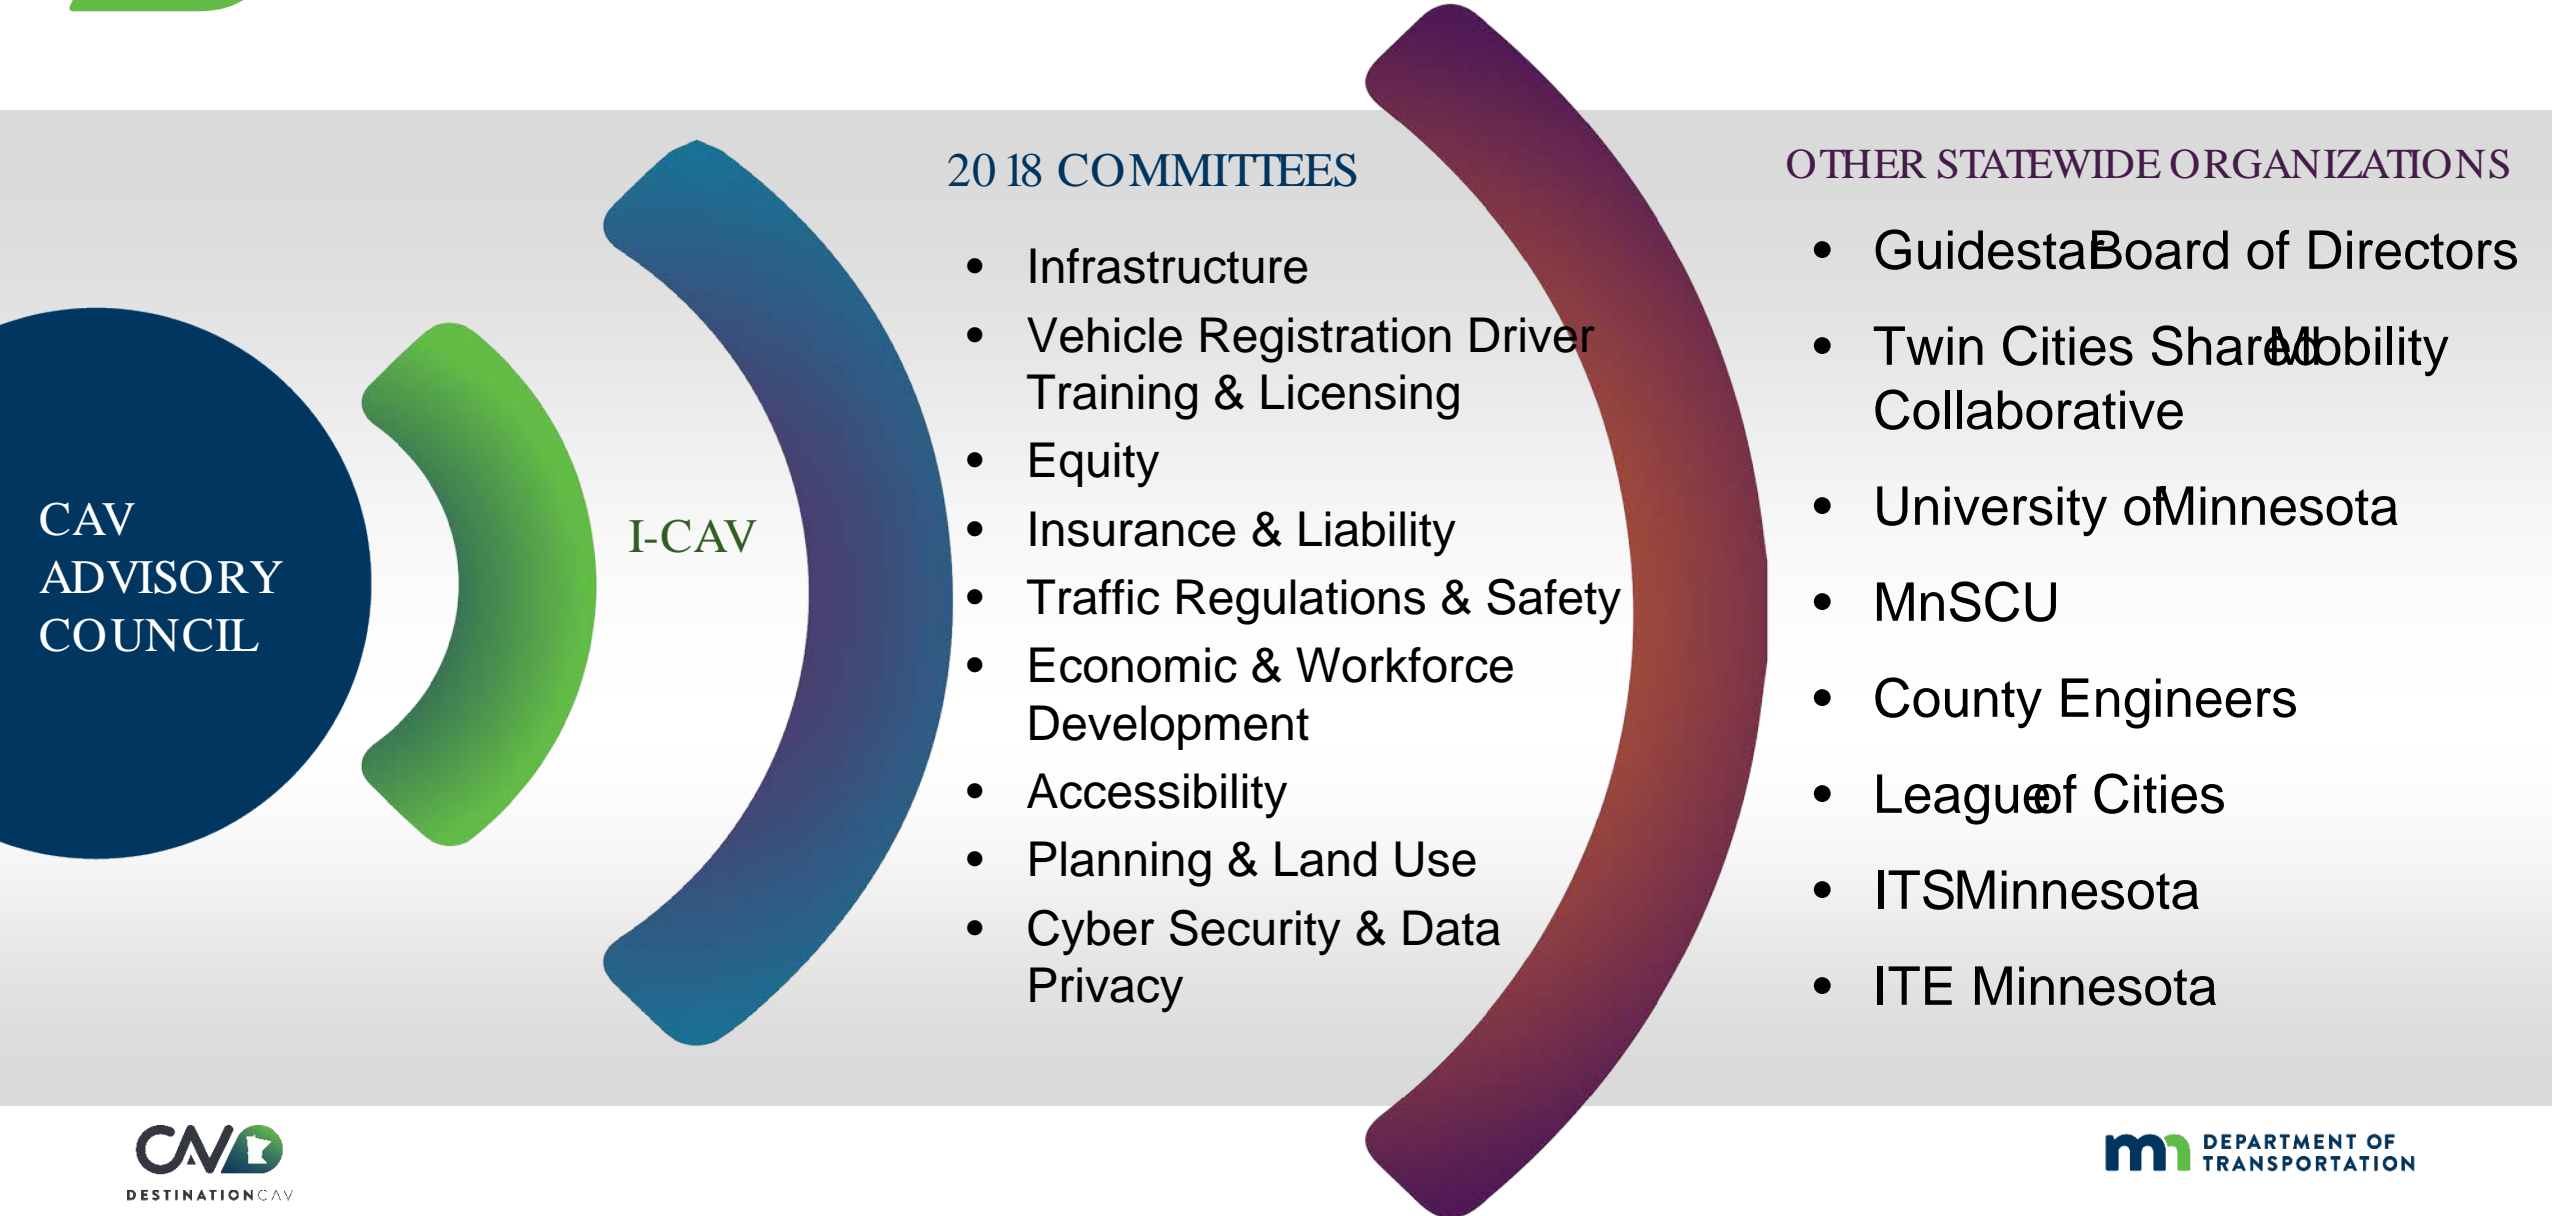 CAV
ADVISORY
COUNCIL
I-CAV
2018 COMMITTEES
• Infrastructure
• Vehicle Registration Driver
Training & Licensing
• Equity
• Insurance & Liability
• Traffic Regulations & Safety
• Economic & Workforce
Development
• Accessibility
• Planning & Land Use
• Cyber Security & Data
Privacy
OTHER STATEWIDE ORGANIZATIONS
• Guidestar Board of Directors
• Twin Cities Shared Mobility
Collaborative
• University of Minnesota
• MnSCU
• County Engineers
• League of Cities
• ITS Minnesota
• ITE Minnesota
CAV
DESTINATIONCAV
mn DEPARTMENT OF
TRANSPORTATION